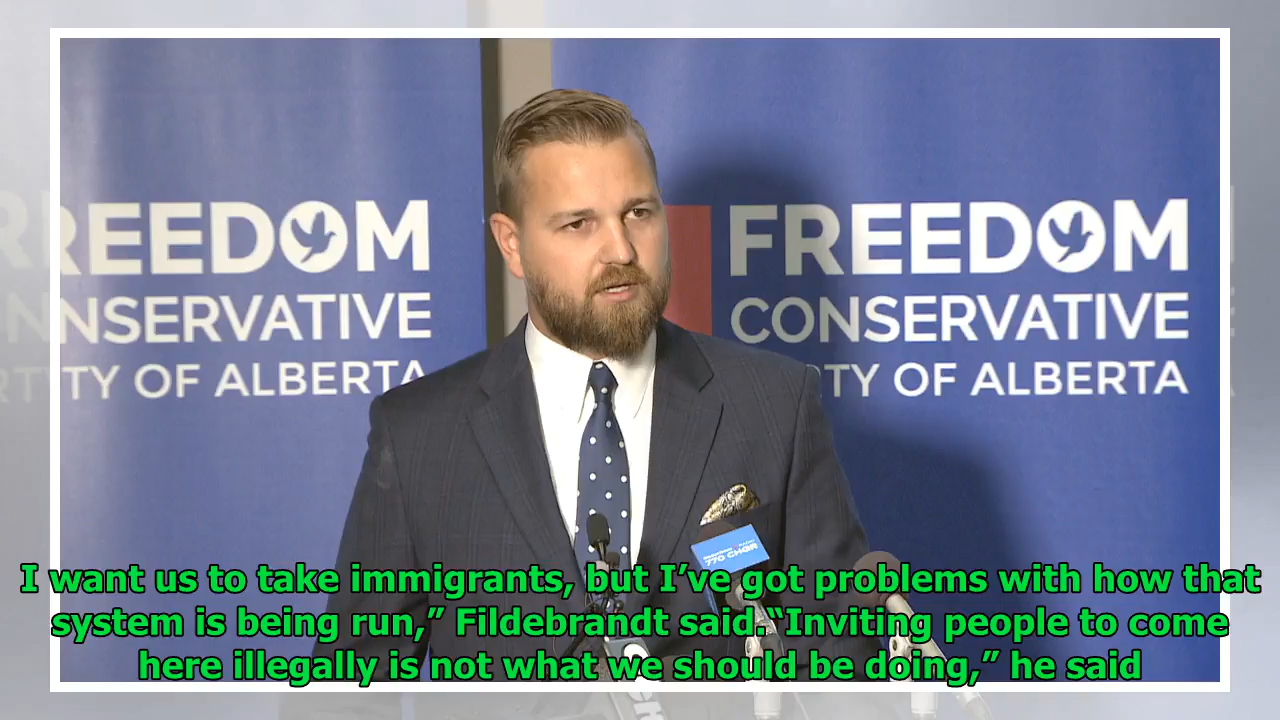 FREEDOM
CONSERVATIVE
PARTY OF ALBERTA
FREEDOM
CONSERVATIVE
TY OF ALBERTA
770 CHQR
I want us to take immigrants, but I’ve got problems with how that
system is being run,” Fildebrandt said.“Inviting people to come
here illegally is not what we should be doing,” he said